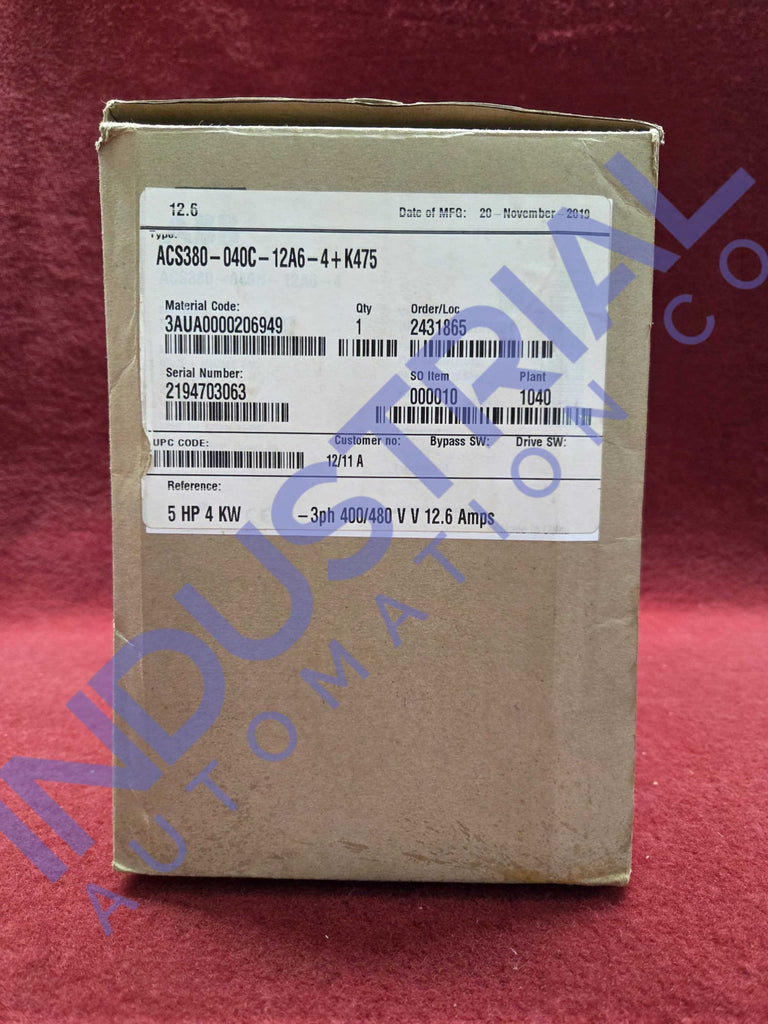 12.6 Date of MFG: 20-November-2019
Type:
ACS380-040C-12A6-4+K475
Material Code: Qty Order/Loc
3AUA0000206949 1 2431865
Serial Number: SO Item Plant
2194703063 000010 1040
UPC CODE: Customer no: Bypass SW: Drive SW:
12/11 A
Reference:
5 HP 4 KW -3ph 400/480 V V 12.6 Amps
INDUSTRIAL
AUTOMATION CO